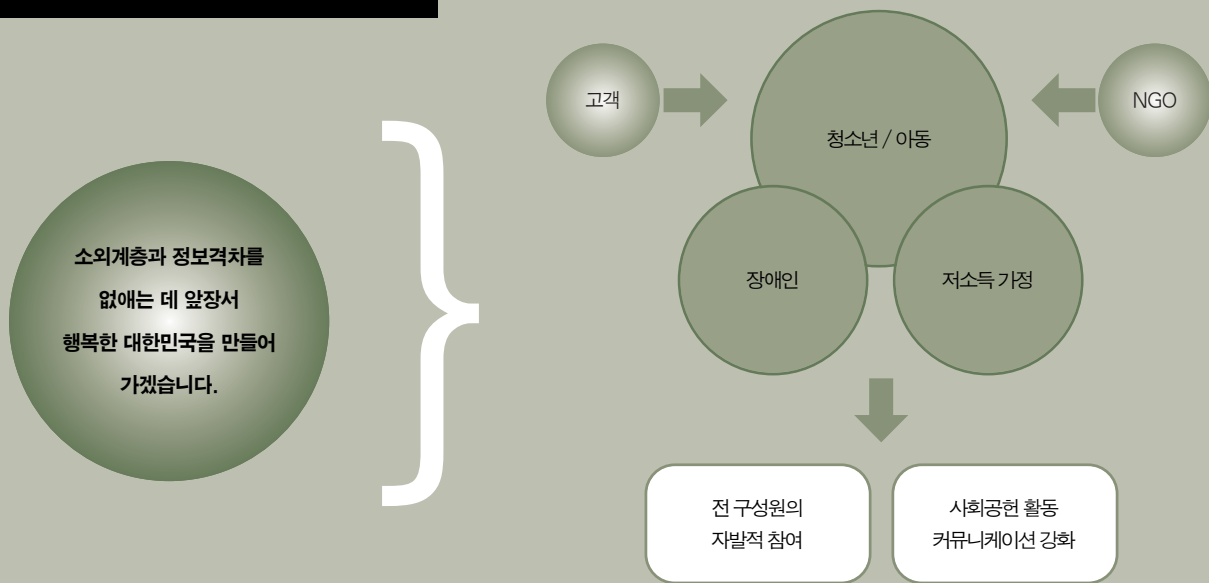 소외계층과 정보격차를
없애는 데 앞장서
행복한 대한민국을 만들어
가겠습니다.
고객
NGO
청소년 / 아동
장애인
저소득 가정
전 구성원의
자발적 참여
사회공헌 활동
커뮤니케이션 강화